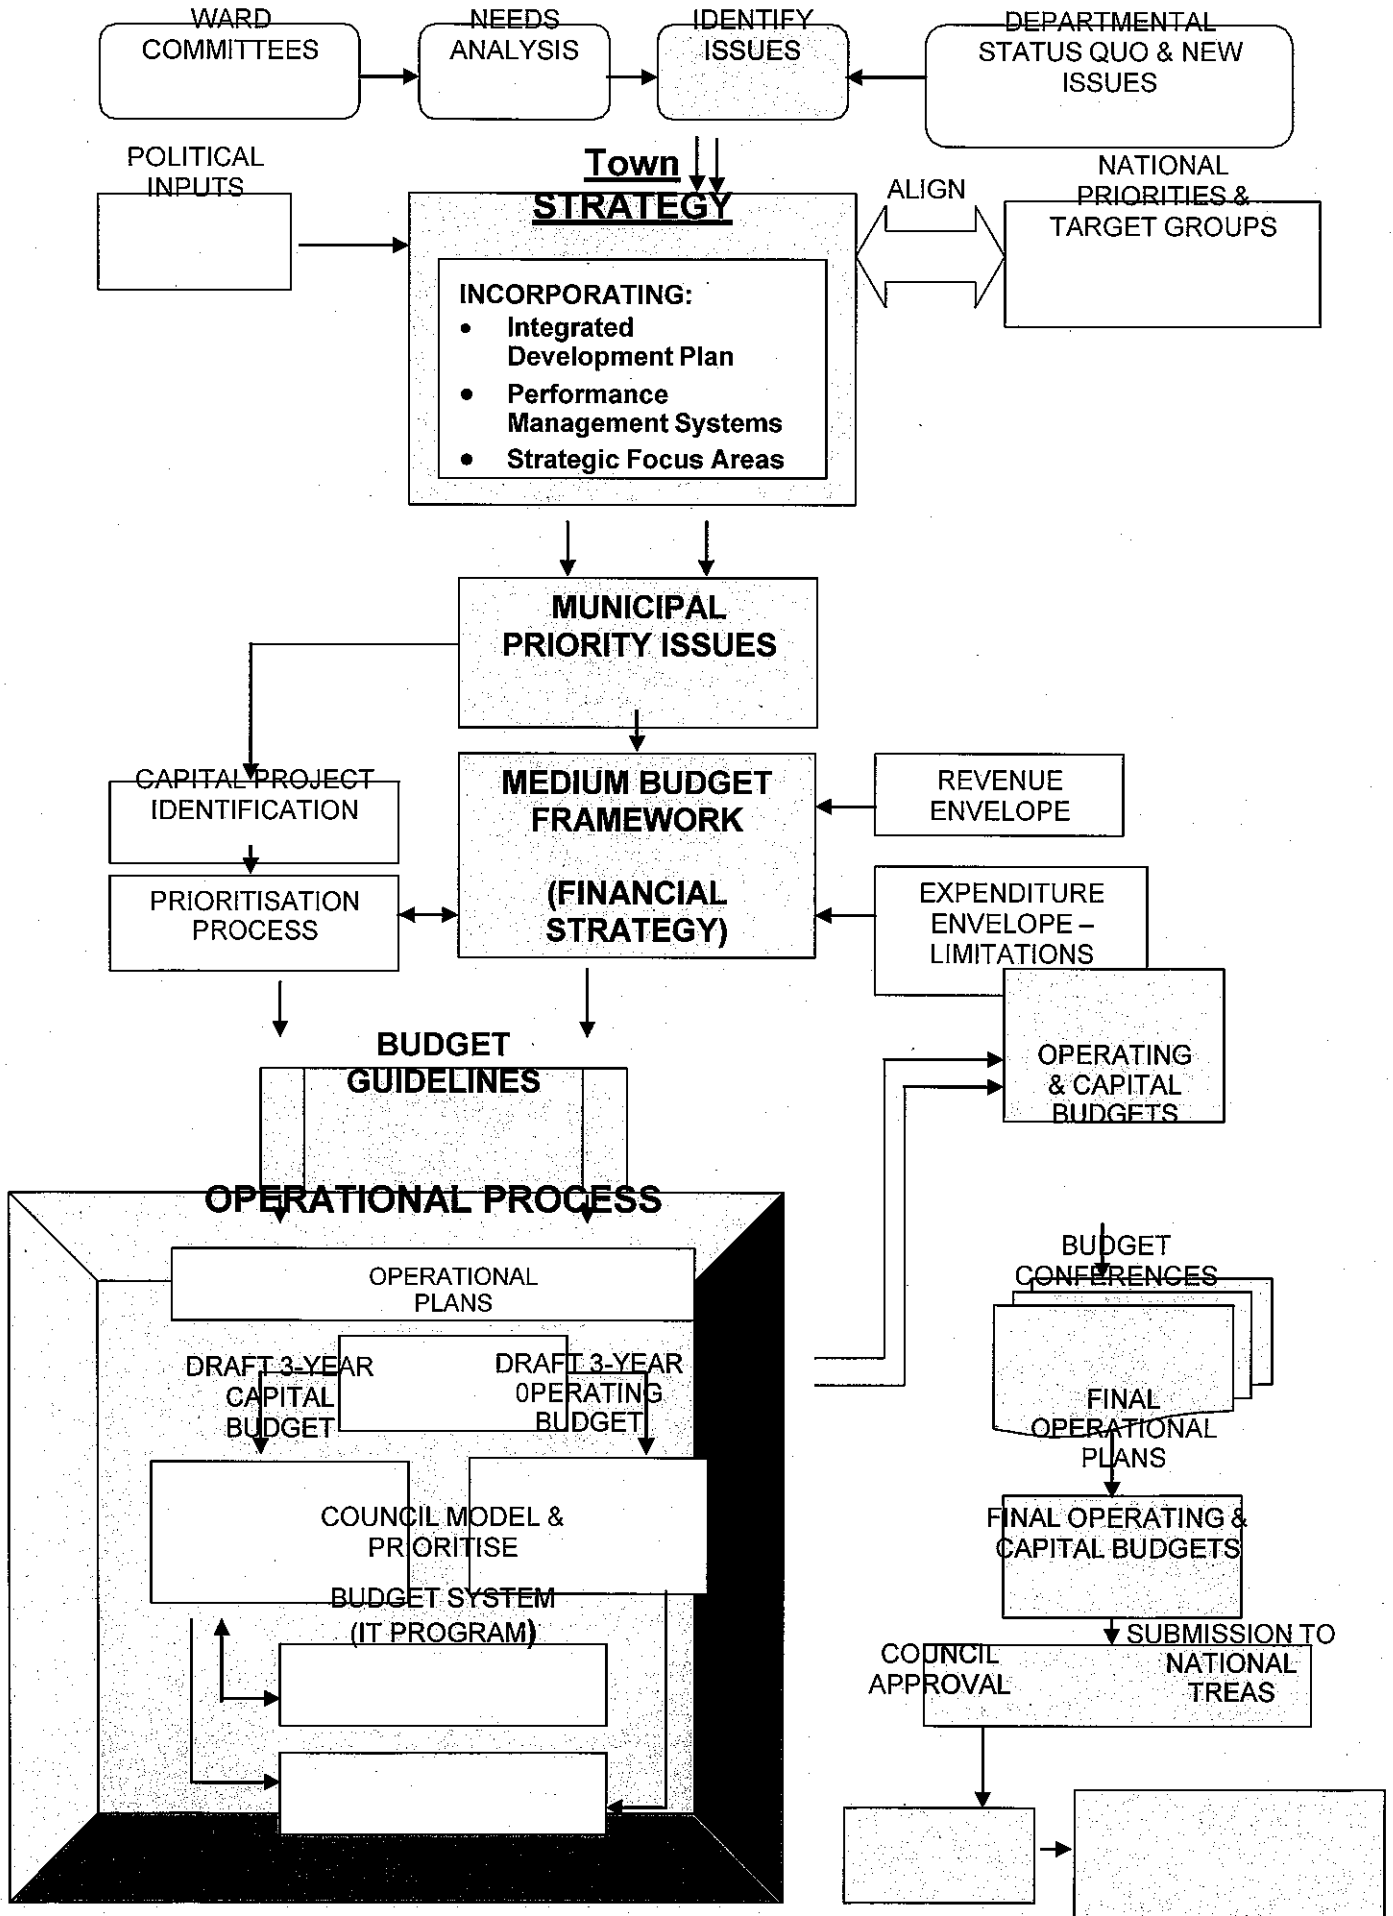 WARD
COMMITTEES
NEEDS
ANALYSIS
IDENTIFY
ISSUES
DEPARTMENTAL
STATUS QUO & NEW
ISSUES
POLITICAL
INPUTS
Town
STRATEGY
ALIGN
NATIONAL
PRIORITIES &
TARGET GROUPS
INCORPORATING:
• Integrated
Development Plan
• Performance
Management Systems
• Strategic Focus Areas
MUNICIPAL
PRIORITY ISSUES
CAPITAL PROJECT
IDENTIFICATION
MEDIUM BUDGET
FRAMEWORK
(FINANCIAL
STRATEGY)
REVENUE
ENVELOPE
PRIORITISATION
PROCESS
EXPENDITURE
ENVELOPE –
LIMITATIONS
BUDGET
GUIDELINES
OPERATING
& CAPITAL
BUDGETS
OPERATIONAL PROCESS
OPERATIONAL
PLANS
DRAFT 3-YEAR
CAPITAL
BUDGET
DRAFT 3-YEAR
0PERATING
BUDGET
COUNCIL MODEL &
PRIORITISE
BUDGET SYSTEM
(IT PROGRAM)
BUDGET
CONFERENCES
FINAL
OPERATIONAL
PLANS
FINAL OPERATING &
CAPITAL BUDGETS
COUNCIL
APPROVAL
SUBMISSION TO
NATIONAL
TREAS